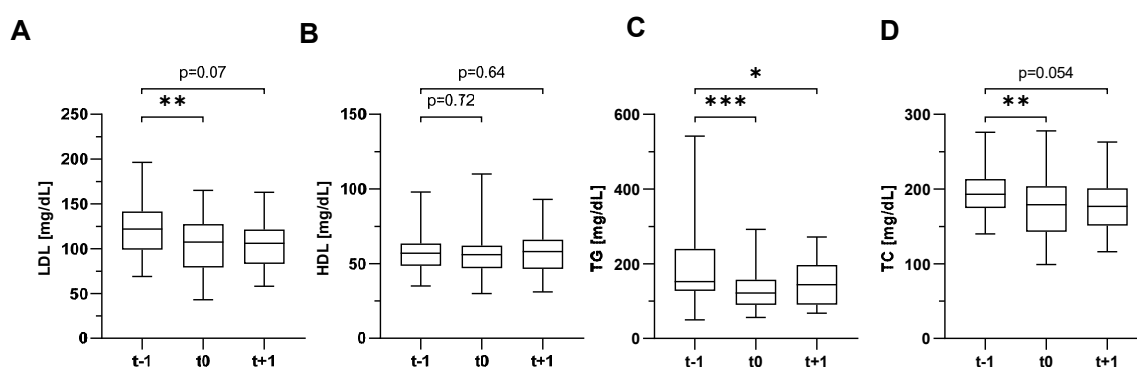 A
p=0.07
**
LDL [mg/dL]
250
200
150
100
50
0
t-1 t0 t+1
B
p=0.64
p=0.72
HDL [mg/dL]
150
100
50
0
t-1 t0 t+1
C
*
***
TG [mg/dL]
600
400
200
0
t-1 t0 t+1
D
p=0.054
**
TC [mg/dL]
300
200
100
0
t-1 t0 t+1